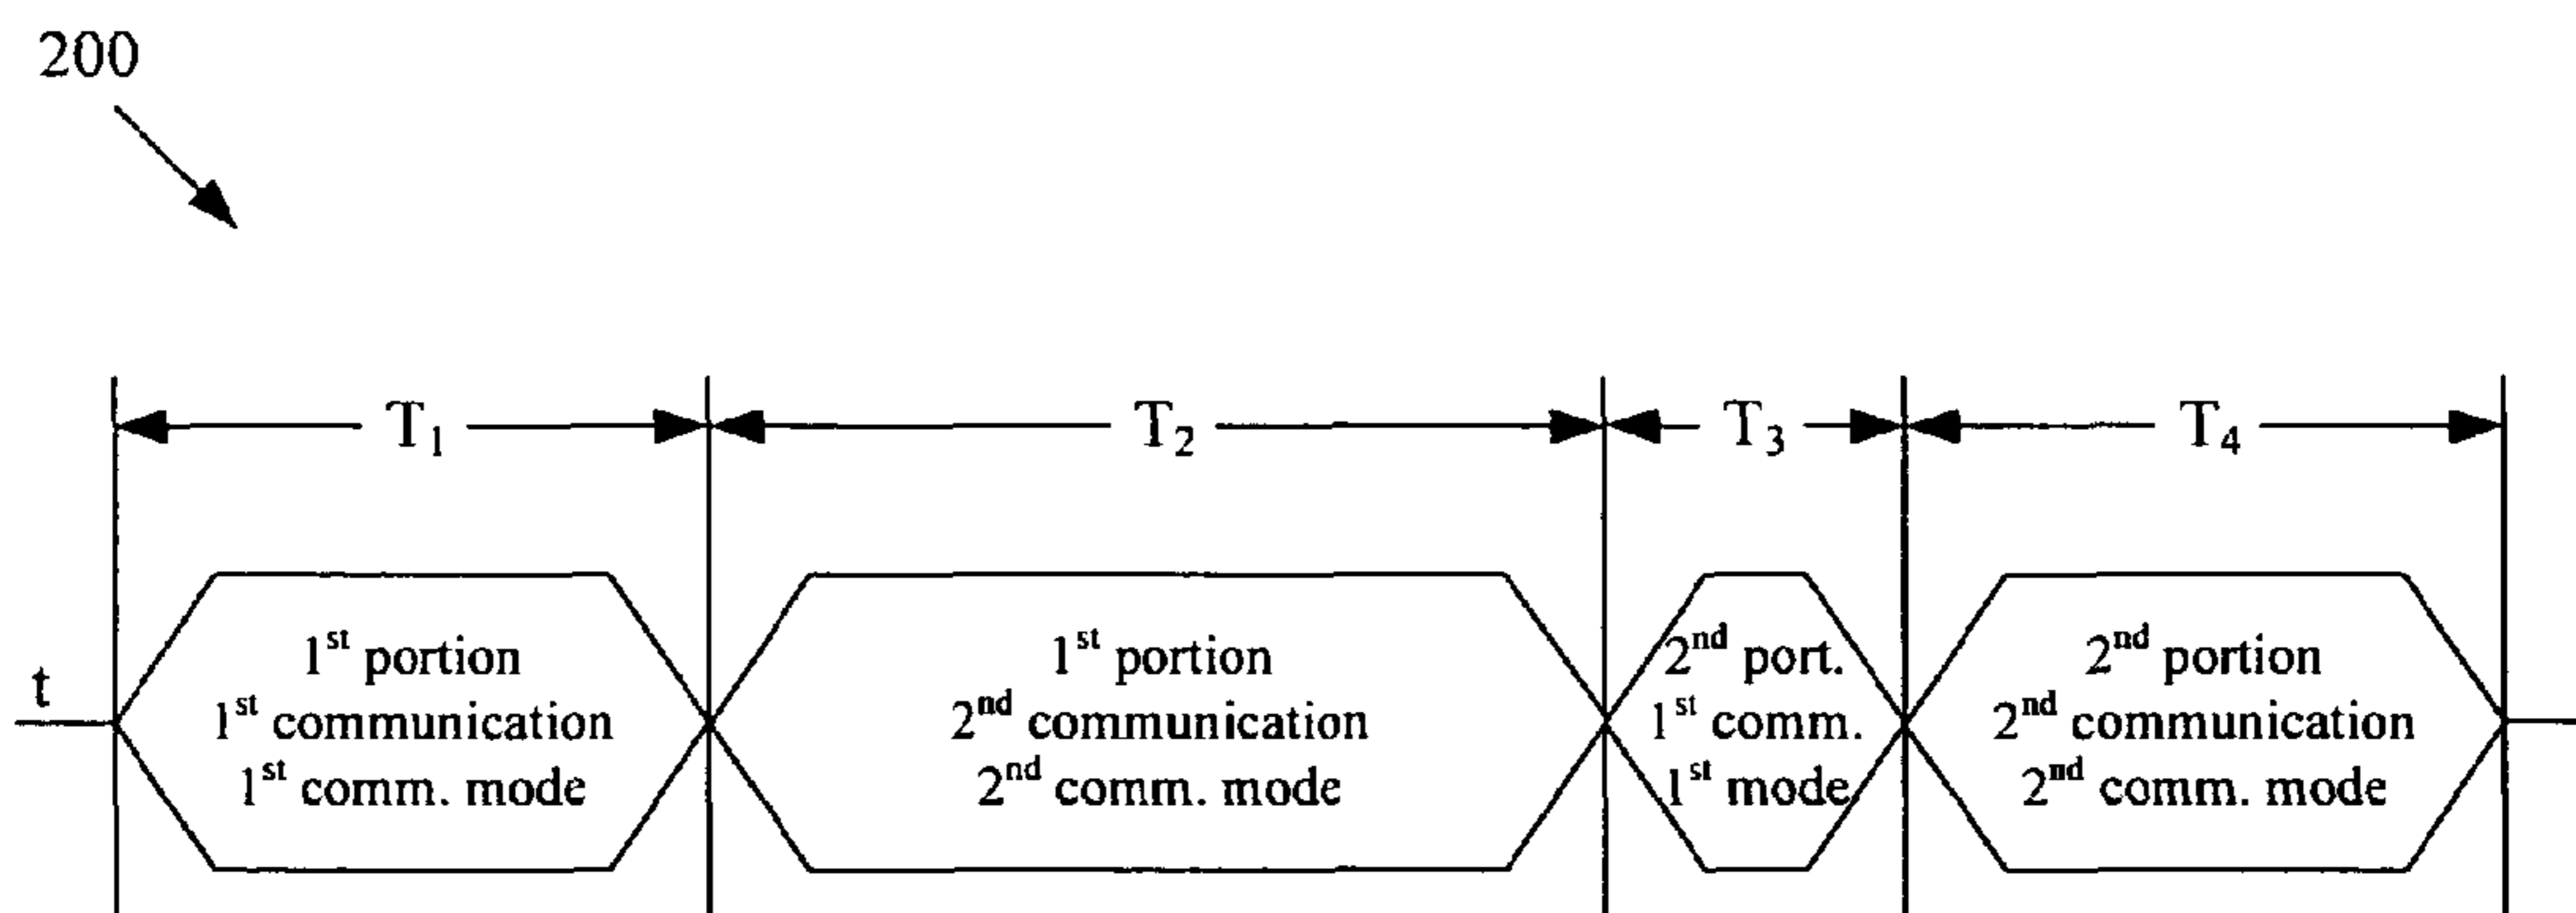 200
T₁ T₂ T₃ T₄
1ˢᵗ portion
1ˢᵗ communication
1ˢᵗ comm. mode
1ˢᵗ portion
2ⁿᵈ communication
2ⁿᵈ comm. mode
2ⁿᵈ port.
1ˢᵗ comm.
1ˢᵗ mode
2ⁿᵈ portion
2ⁿᵈ communication
2ⁿᵈ comm. mode
t